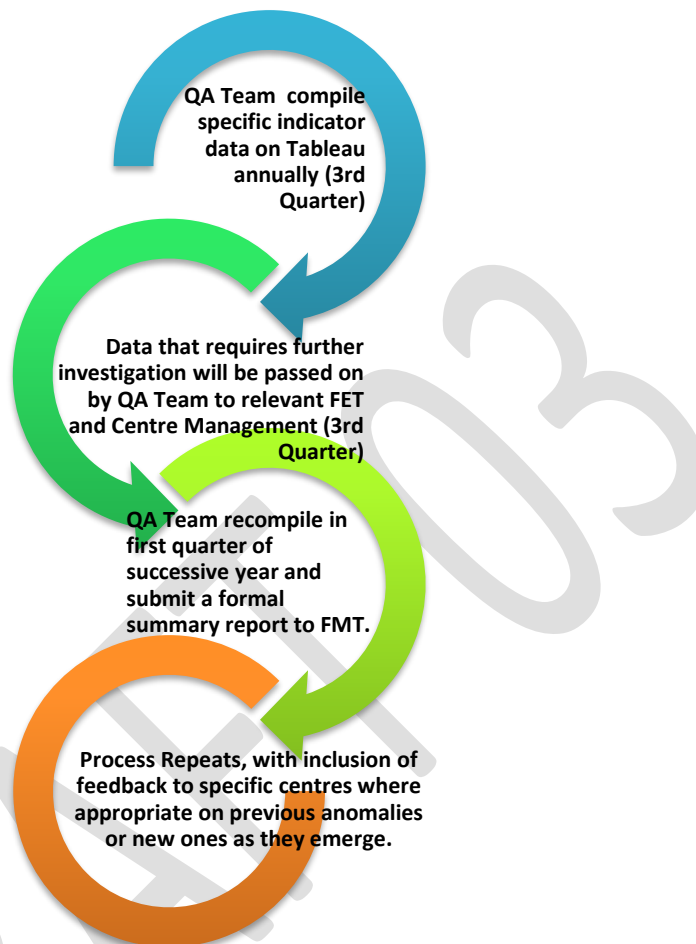 QA Team compile
specific indicator
data on Tableau
annually (3rd
Quarter)
Data that requires further
investigation will be passed on
by QA Team to relevant FET
and Centre Management (3rd
Quarter)
QA Team recompile in
first quarter of
successive year and
submit a formal
summary report to FMT.
Process Repeats, with inclusion of
feedback to specific centres where
appropriate on previous anomalies
or new ones as they emerge.
03